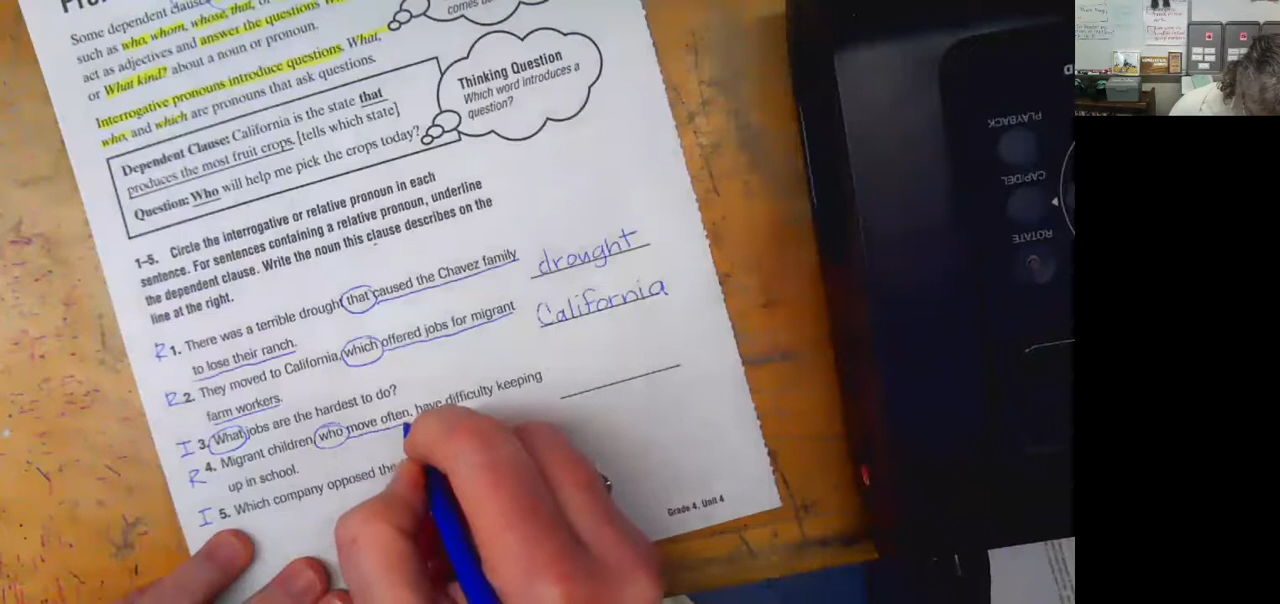 Some dependent clause
such as who, whom, whose, that,
act as adjectives and answer the questions
or What kind? about a noun or pronoun.
Interrogative pronouns introduce questions. What,
who, and which are pronouns that ask questions.
comes
Thinking Question
Which word introduces a
question?
Dependent Clause: California is the state that
produces the most fruit crops. [tells which state]
Question: Who will help me pick the crops today?
1–5. Circle the interrogative or relative pronoun in each
sentence. For sentences containing a relative pronoun, underline
the dependent clause. Write the noun this clause describes on the
line at the right.
R 1. There was a terrible drought that caused the Chavez family drought
to lose their ranch.
R 2. They moved to California, which offered jobs for migrant California
farm workers.
I 3. What jobs are the hardest to do?
R 4. Migrant children, who move often, have difficulty keeping
up in school.
I 5. Which company opposed the
Grade 4, Unit 4
PLAYBACK
CAP/DEL
ROTATE